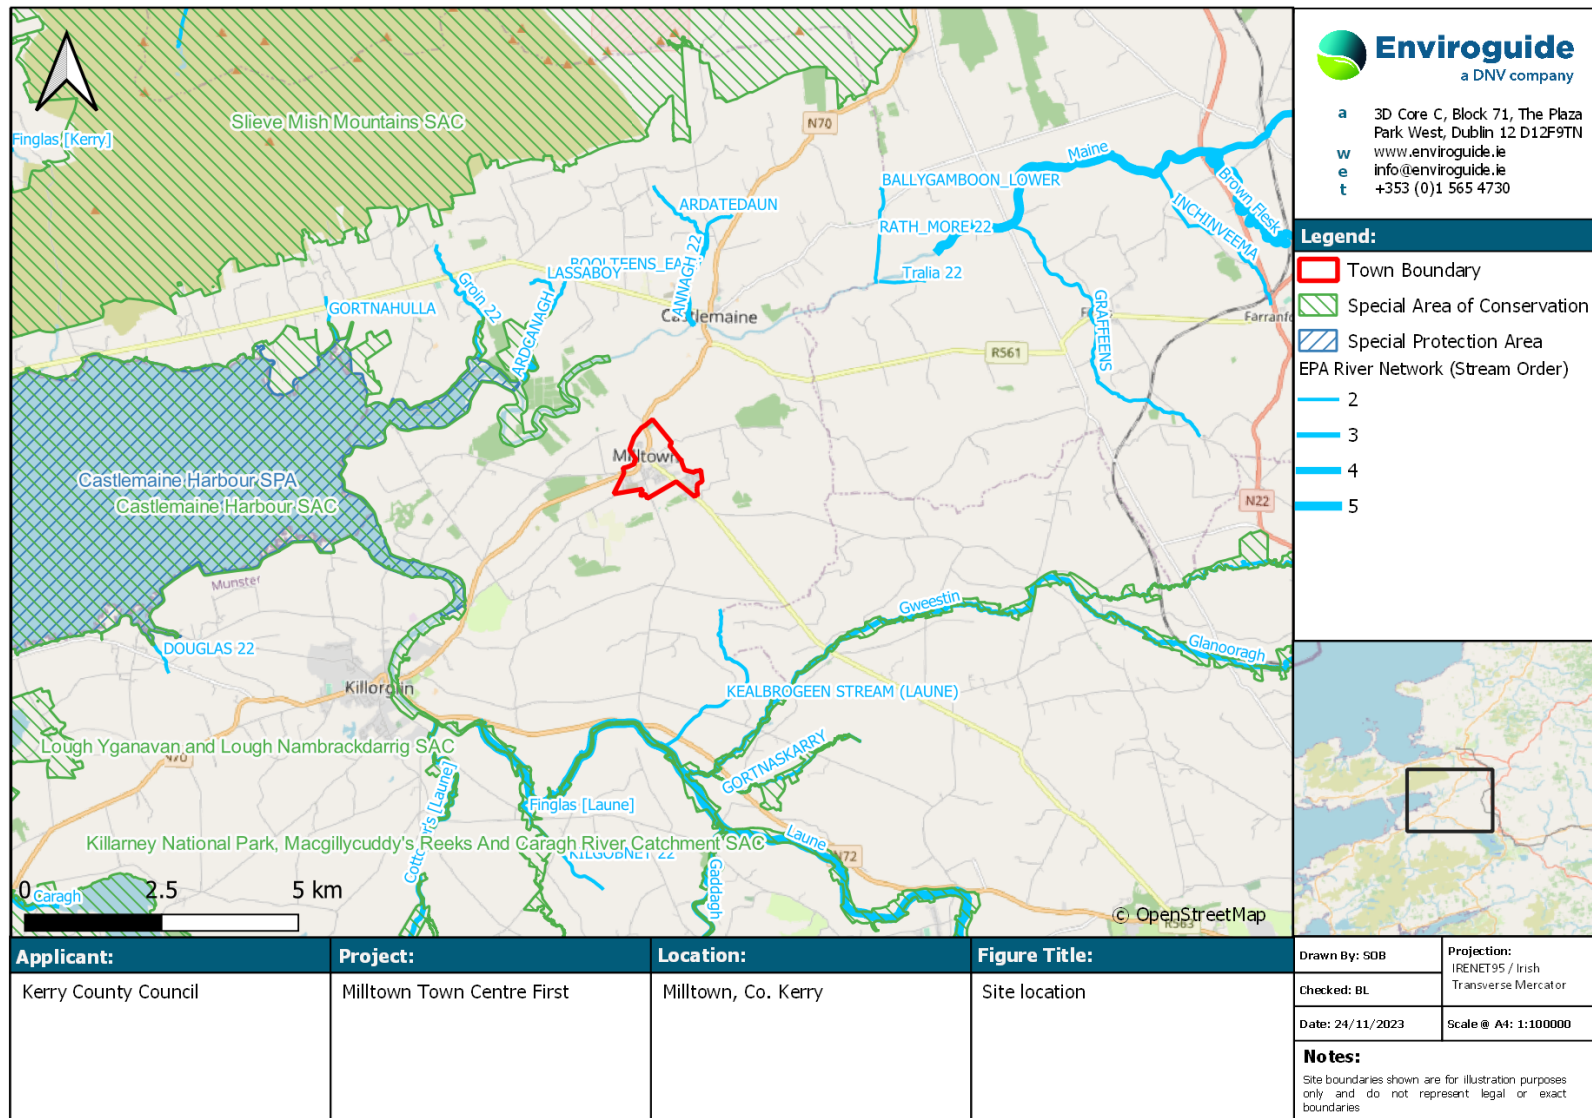 Slieve Mish Mountains SAC
Finglas [Kerry]
N70
Maine
BALLYGAMBOON_LOWER
Brown Flesk
INCHINVEEMA
ARDATEDAUN
RATH_MORE 22
ANNAGH 22
LASSABOY
Groin 22
Tralia 22
GORTNAHULLA
ARDCANAGH
Castlemaine
GRAFFEENS
R561
Milltown
N22
Castlemaine Harbour SPA
Castlemaine Harbour SAC
Munster
Gweestin
Glanooragh
DOUGLAS 22
Killorglin
KEALBROGEEN STREAM (LAUNE)
Lough Yganavan and Lough Nambrackdarrig SAC
N70
GORTNASKARRY
Finglas [Laune]
Laune
Killarney National Park, Macgillycuddy's Reeks And Caragh River Catchment SAC
KILGOBNET 22
N72
Gaddagh
Caragh
0 2.5 5 km
© OpenStreetMap
R563
Enviroguide
a DNV company
a 3D Core C, Block 71, The Plaza
Park West, Dublin 12 D12F9TN
w www.enviroguide.ie
e info@enviroguide.ie
t +353 (0)1 565 4730
Legend:
Town Boundary
Special Area of Conservation
Special Protection Area
EPA River Network (Stream Order)
2
3
4
5
Applicant:
Kerry County Council
Project:
Milltown Town Centre First
Location:
Milltown, Co. Kerry
Figure Title:
Site location
Drawn By: SOB
Checked: BL
Date: 24/11/2023
Projection:
IRENET95 / Irish
Transverse Mercator
Scale @ A4: 1:100000
Notes:
Site boundaries shown are for illustration purposes
only and do not represent legal or exact
boundaries